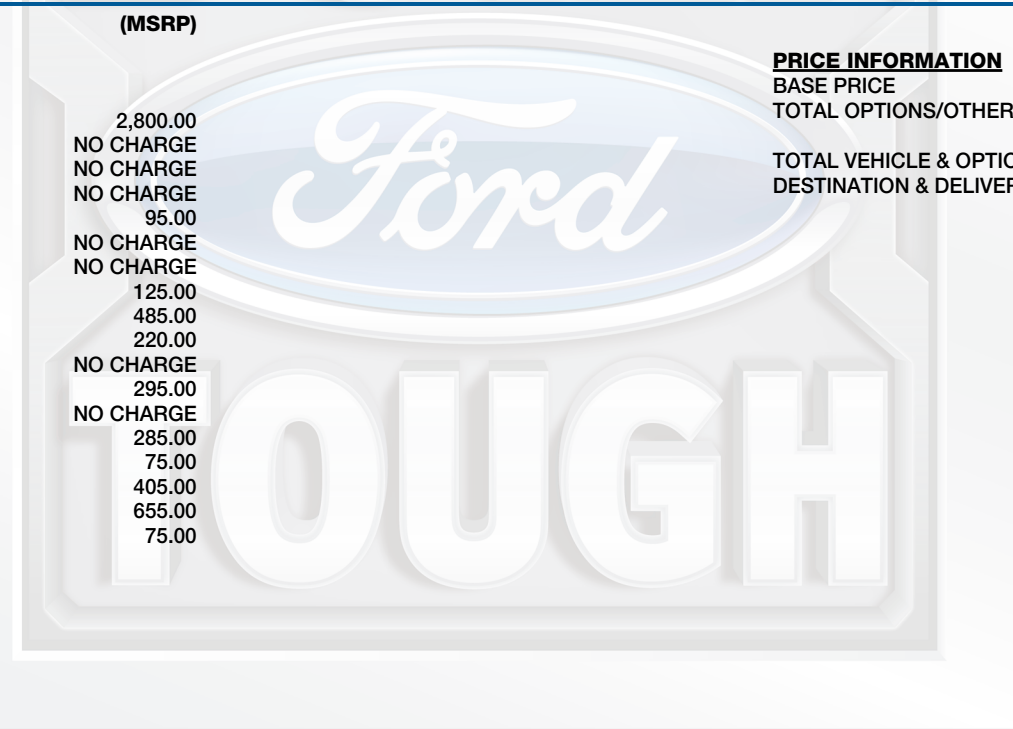 (MSRP)
2,800.00
NO CHARGE
NO CHARGE
NO CHARGE
95.00
NO CHARGE
NO CHARGE
125.00
485.00
220.00
NO CHARGE
295.00
NO CHARGE
285.00
75.00
405.00
655.00
75.00
PRICE INFORMATION
BASE PRICE
TOTAL OPTIONS/OTHER
TOTAL VEHICLE & OPTIO
DESTINATION & DELIVER
Ford
TOUGH